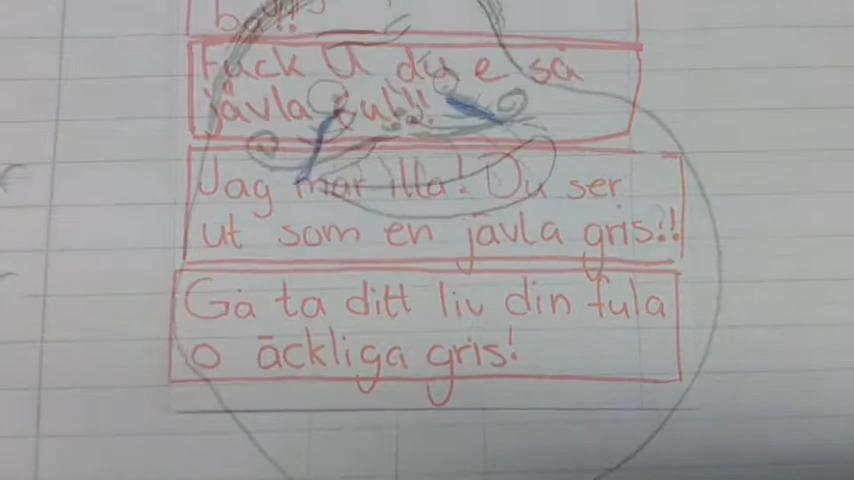 Fuck U du e så
jävla ful!!!
Jag mår illa! Du ser
ut som en jävla gris!!
Gå ta ditt liv din fula
o äckliga gris!